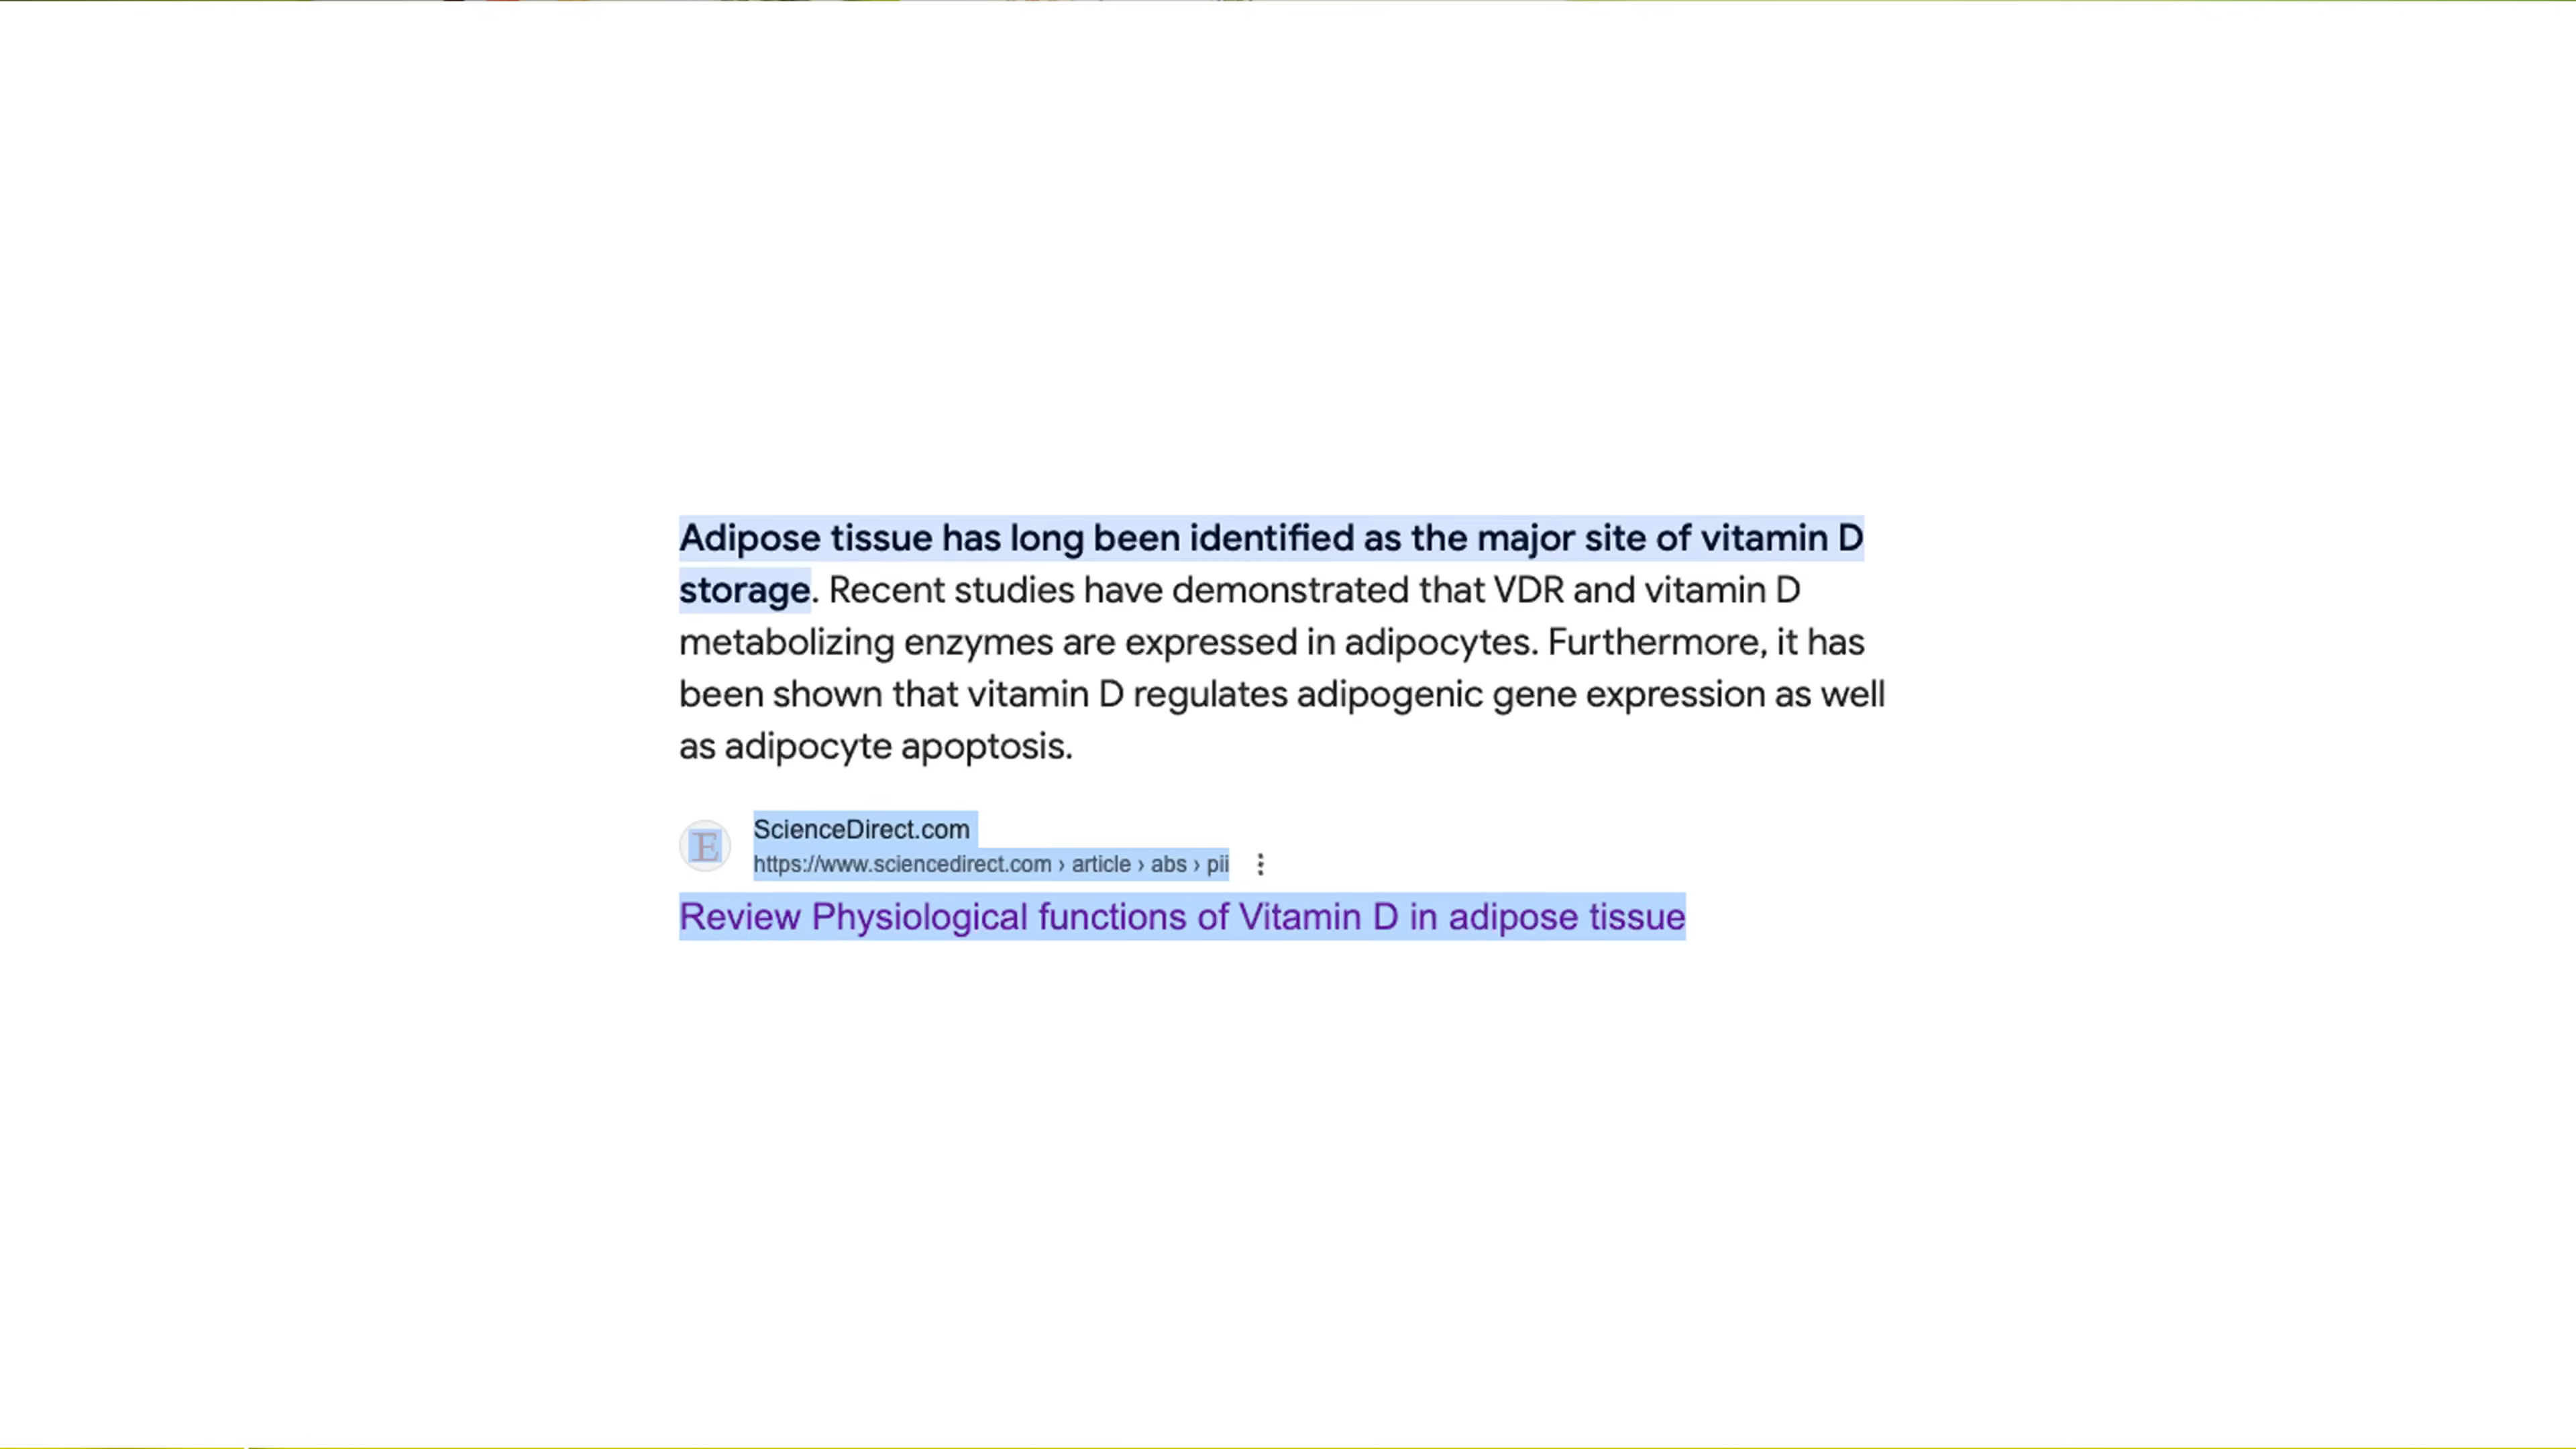 Adipose tissue has long been identified as the major site of vitamin D
storage. Recent studies have demonstrated that VDR and vitamin D
metabolizing enzymes are expressed in adipocytes. Furthermore, it has
been shown that vitamin D regulates adipogenic gene expression as well
as adipocyte apoptosis.
E
ScienceDirect.com
https://www.sciencedirect.com › article › abs › pii
Review Physiological functions of Vitamin D in adipose tissue